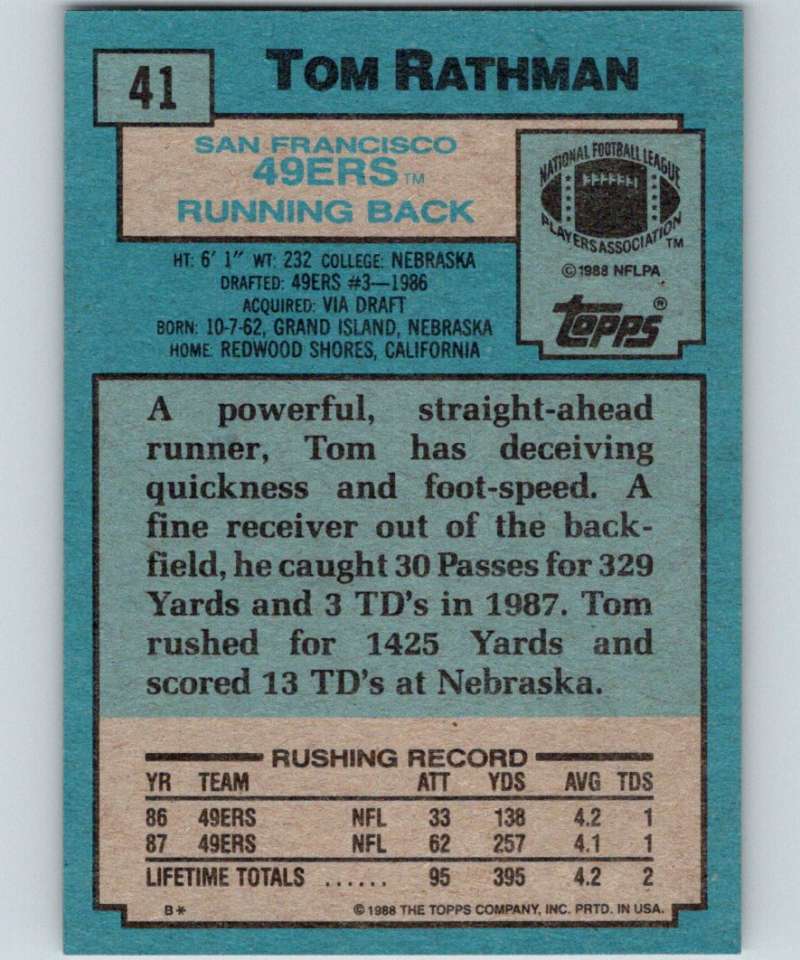 41
TOM RATHMAN
SAN FRANCISCO
49ERS™
RUNNING BACK
NATIONAL FOOTBALL LEAGUE
PLAYERS ASSOCIATION™
©1988 NFLPA
TOPPS®
HT: 6' 1" WT: 232 COLLEGE: NEBRASKA
DRAFTED: 49ERS #3—1986
ACQUIRED: VIA DRAFT
BORN: 10-7-62, GRAND ISLAND, NEBRASKA
HOME: REDWOOD SHORES, CALIFORNIA
A powerful, straight-ahead
runner, Tom has deceiving
quickness and foot-speed. A
fine receiver out of the back-
field, he caught 30 Passes for 329
Yards and 3 TD's in 1987. Tom
rushed for 1425 Yards and
scored 13 TD's at Nebraska.
RUSHING RECORD
YR TEAM ATT YDS AVG TDS
86 49ERS NFL 33 138 4.2 1
87 49ERS NFL 62 257 4.1 1
LIFETIME TOTALS ...... 95 395 4.2 2
B* ©1988 THE TOPPS COMPANY, INC. PRTD. IN USA.